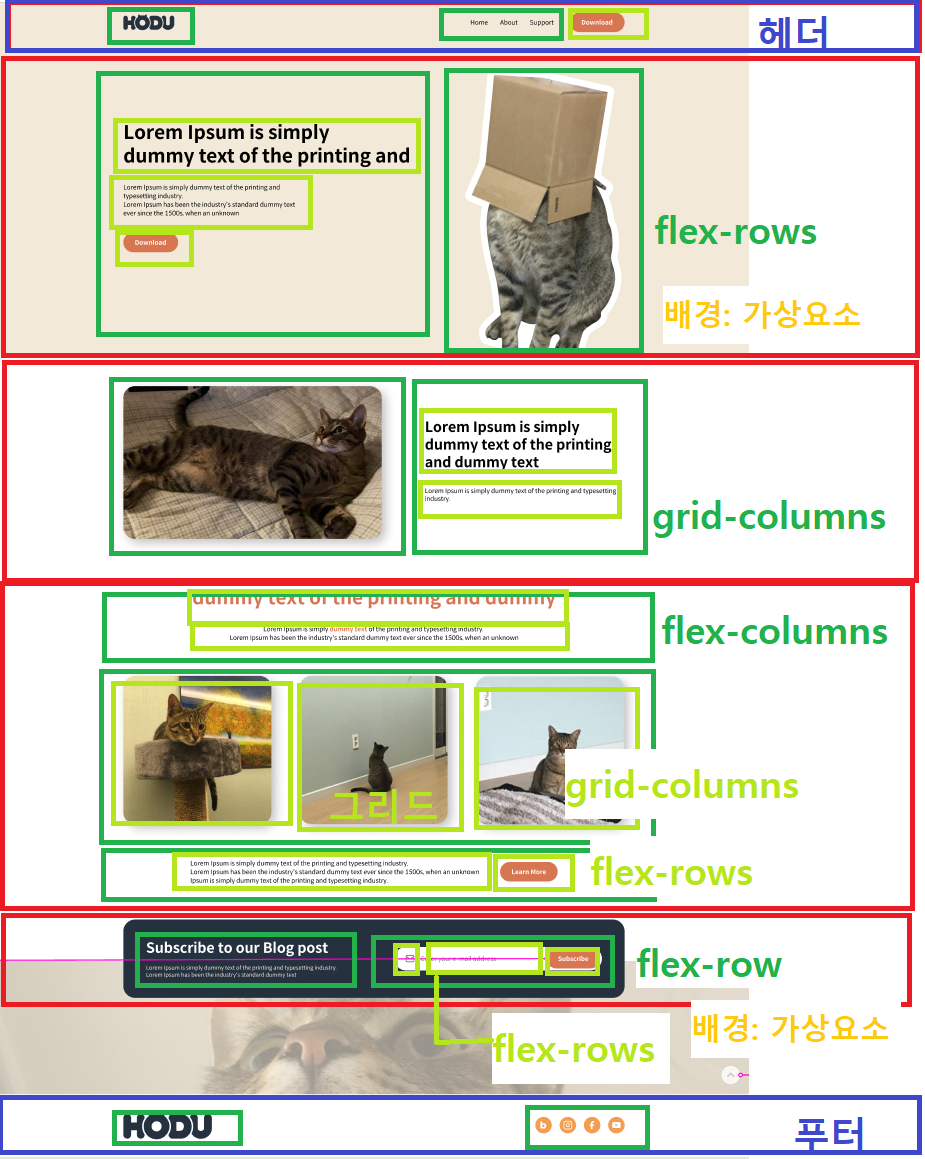 HODU
Home About Support Download
헤더
Lorem Ipsum is simply
dummy text of the printing and
Lorem Ipsum is simply dummy text of the printing and
typesetting industry.
Lorem Ipsum has been the industry's standard dummy text
ever since the 1500s, when an unknown
Download
flex-rows
배경: 가상요소
Lorem Ipsum is simply
dummy text of the printing
and dummy text
Lorem Ipsum is simply dummy text of the printing and typesetting
industry.
grid-columns
dummy text of the printing and dummy
Lorem Ipsum is simply dummy text of the printing and typesetting industry.
Lorem Ipsum has been the industry's standard dummy text ever since the 1500s, when an unknown
flex-columns
그리드
grid-columns
Lorem Ipsum is simply dummy text of the printing and typesetting industry.
Lorem Ipsum has been the industry's standard dummy text ever since the 1500s, when an unknown
Ipsum is simply dummy text of the printing and typesetting industry.
Learn More
flex-rows
Subscribe to our Blog post
Lorem Ipsum is simply dummy text of the printing and typesetting industry.
Lorem Ipsum has been the industry's standard dummy text
Enter your e-mail address
Subscribe
flex-row
배경: 가상요소
flex-rows
HODU
b
f
푸터